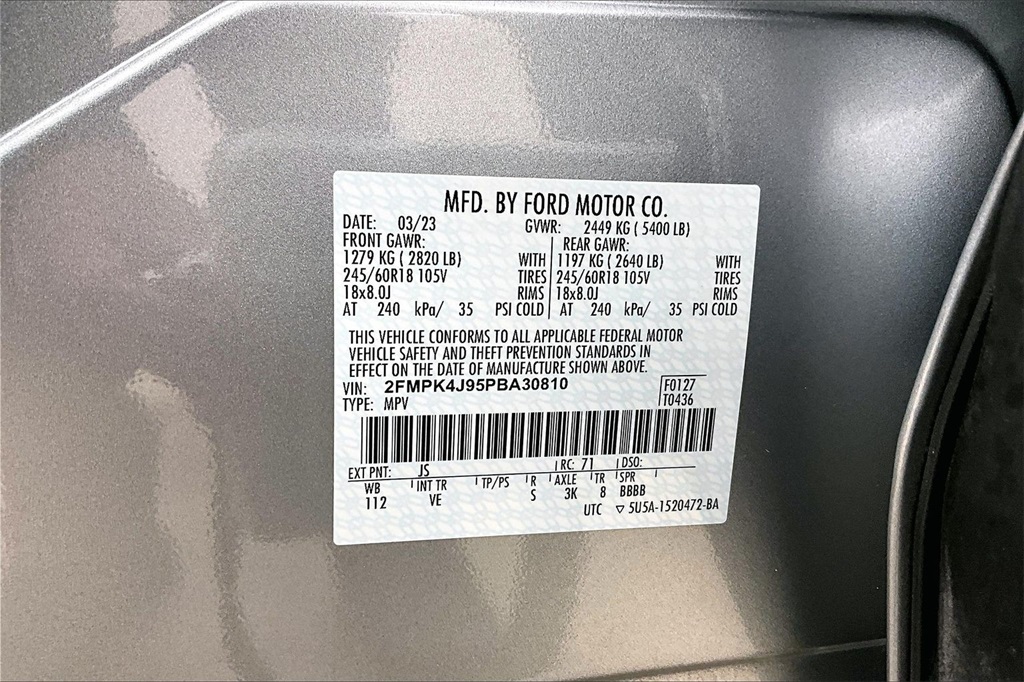 MFD. BY FORD MOTOR CO.
DATE: 03/23 GVWR: 2449 KG ( 5400 LB)
FRONT GAWR: REAR GAWR:
1279 KG ( 2820 LB) WITH 1197 KG ( 2640 LB) WITH
245/60R18 105V TIRES 245/60R18 105V TIRES
18x8.0J RIMS 18x8.0J RIMS
AT 240 kPa/ 35 PSI COLD AT 240 kPa/ 35 PSI COLD
THIS VEHICLE CONFORMS TO ALL APPLICABLE FEDERAL MOTOR
VEHICLE SAFETY AND THEFT PREVENTION STANDARDS IN
EFFECT ON THE DATE OF MANUFACTURE SHOWN ABOVE.
VIN: 2FMPK4J95PBA30810 F0127
TYPE: MPV T0436
EXT PNT: JS RC: 71 DSO:
WB INT TR TP/PS R AXLE TR SPR
112 VE S 3K 8 BBBB
UTC ▽ 5U5A-1520472-BA